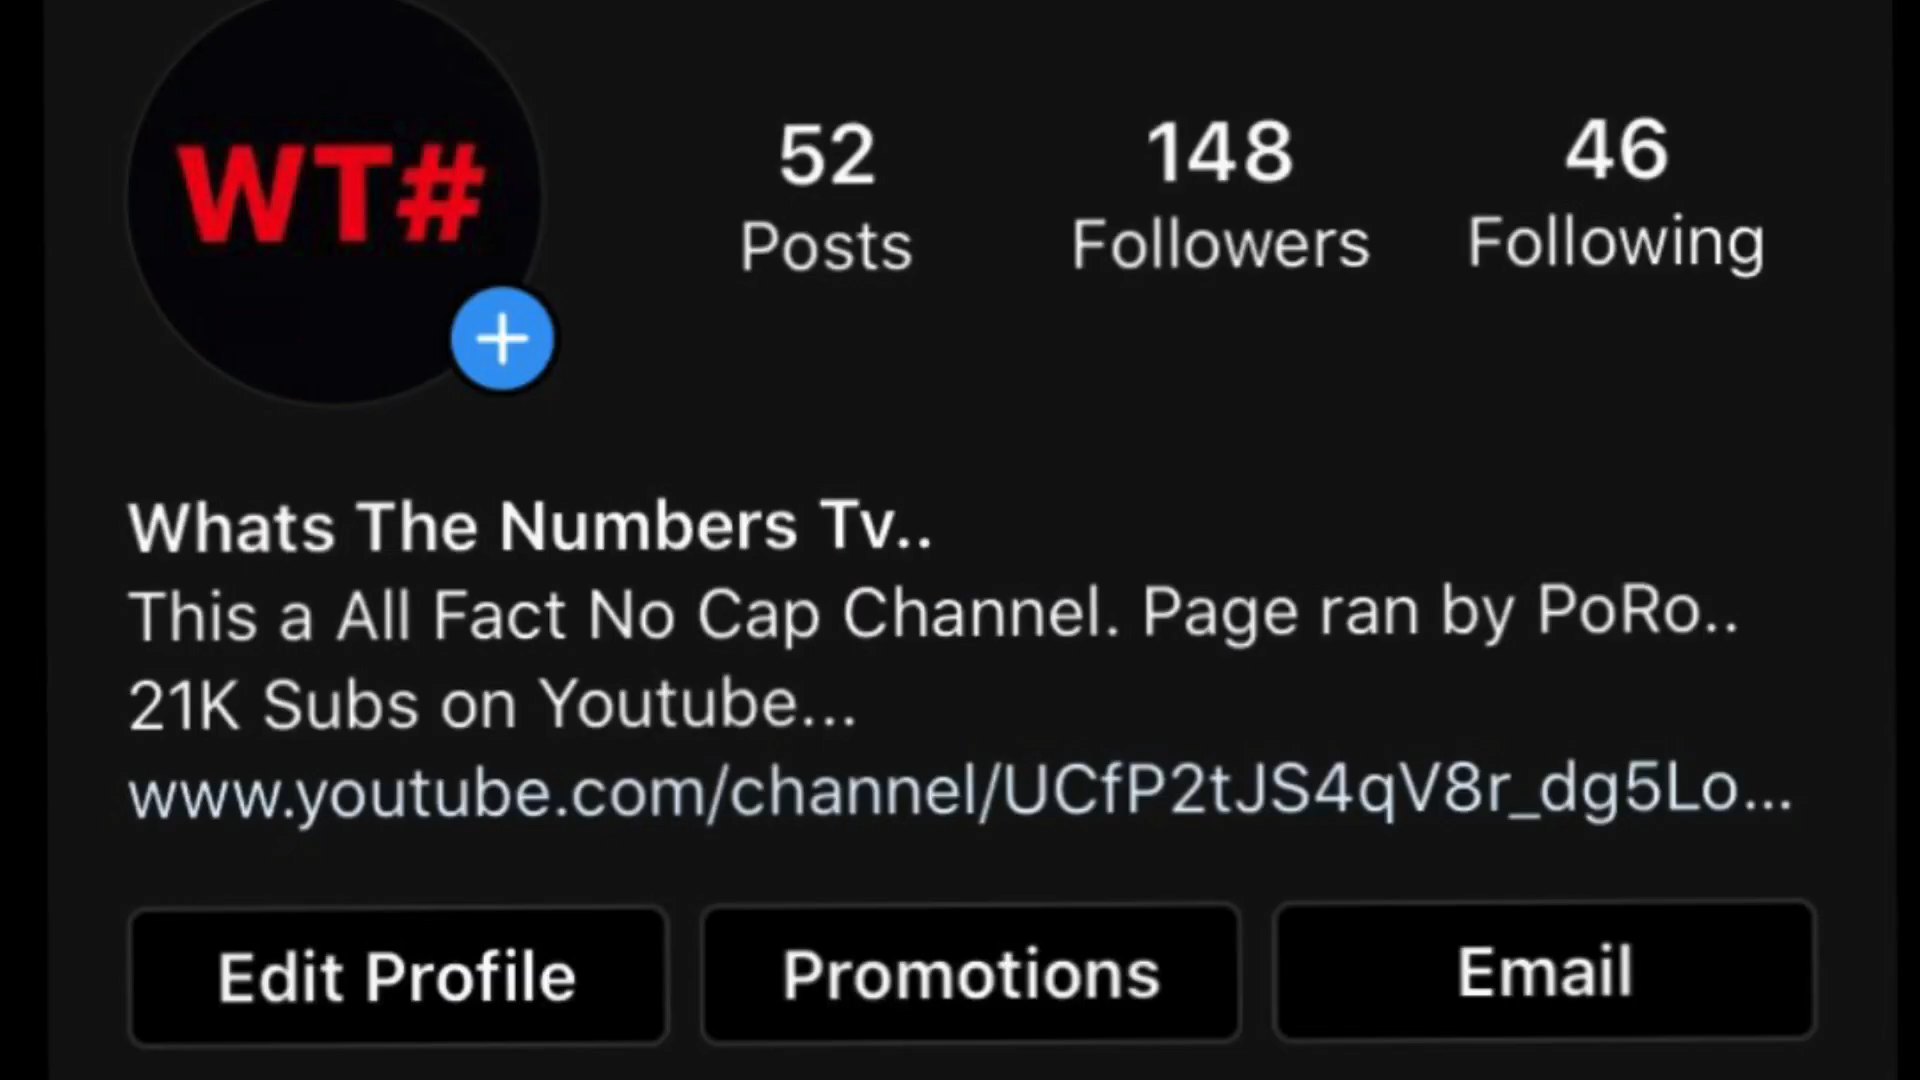 WT#
52
Posts
148
Followers
46
Following
Whats The Numbers Tv..
This a All Fact No Cap Channel. Page ran by PoRo..
21K Subs on Youtube...
www.youtube.com/channel/UCfP2tJS4qV8r_dg5Lo...
Edit Profile
Promotions
Email